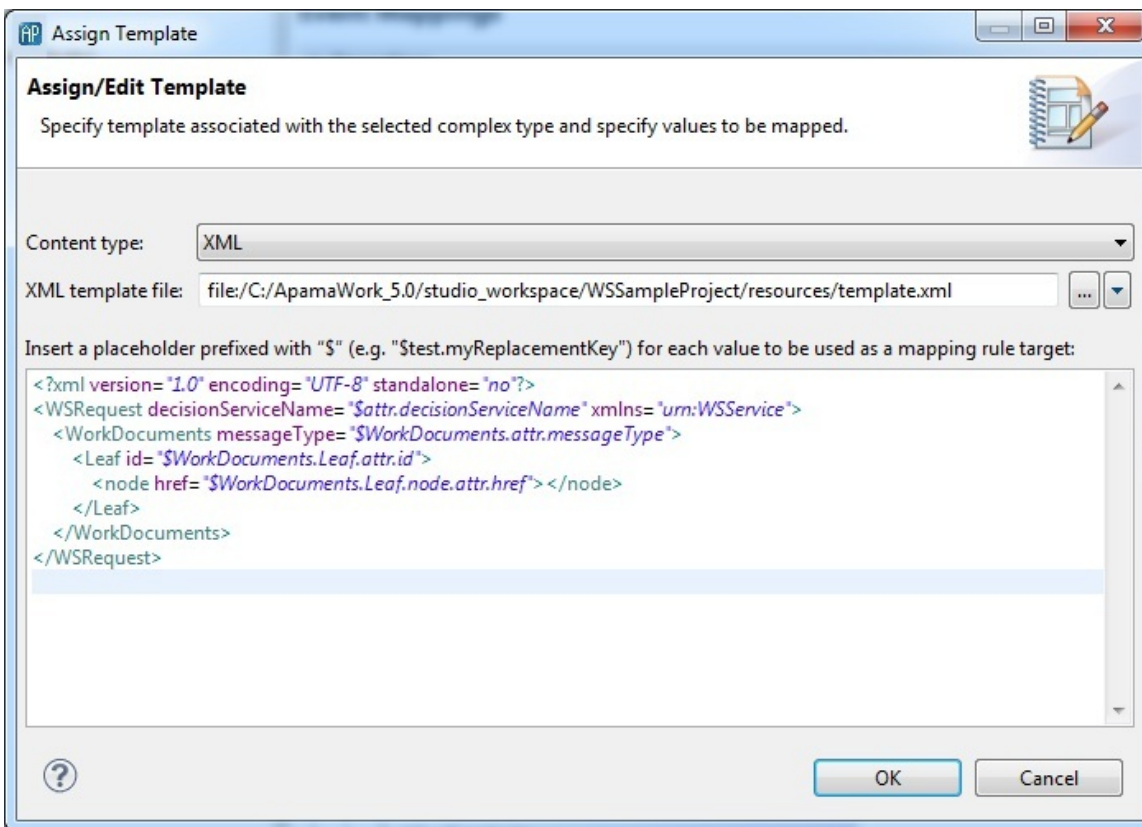 Event Mappings
AP Assign Template
Assign/Edit Template
Specify template associated with the selected complex type and specify values to be mapped.
Content type: XML
XML template file: file:/C:/ApamaWork_5.0/studio_workspace/WSSampleProject/resources/template.xml ...
Insert a placeholder prefixed with "$" (e.g. "$test.myReplacementKey") for each value to be used as a mapping rule target:
<?xml version="1.0" encoding="UTF-8" standalone="no"?>
<WSRequest decisionServiceName="$attr.decisionServiceName" xmlns="urn:WSService">
<WorkDocuments messageType="$WorkDocuments.attr.messageType">
<Leaf id="$WorkDocuments.Leaf.attr.id">
<node href="$WorkDocuments.Leaf.node.attr.href"></node>
</Leaf>
</WorkDocuments>
</WSRequest>
?
OK Cancel